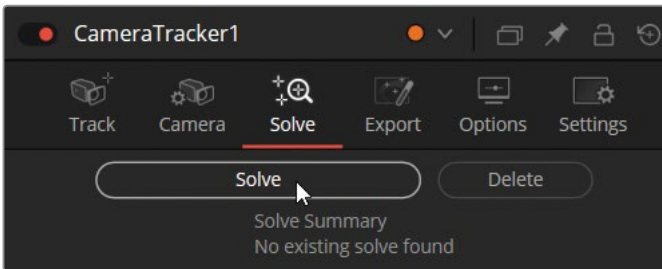 CameraTracker1
Track Camera Solve Export Options Settings
Solve Delete
Solve Summary
No existing solve found